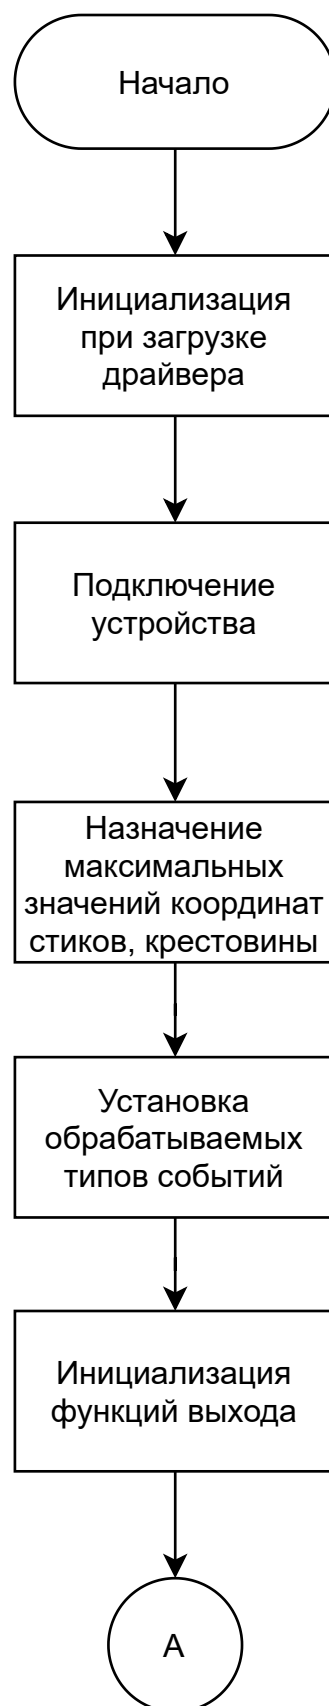 Начало
Инициализация
при загрузке
драйвера
Подключение
устройства
Назначение
максимальных
значений координат
стиков, крестовины
Установка
обрабатываемых
типов событий
Инициализация
функций выхода
А